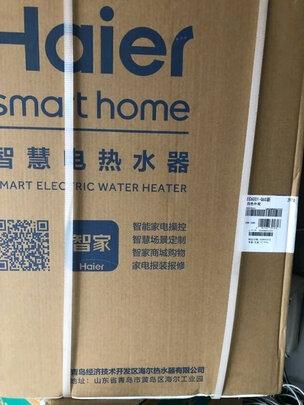 Haier
smart home
智慧电热水器
MART ELECTRIC WATER HEATER
智能家电操控
智慧场景定制
智家商城购物
家电报装报修
智家
Haier
青岛经济技术开发区海尔热水器有限公司
地址：山东省青岛市黄岛区海尔工业园